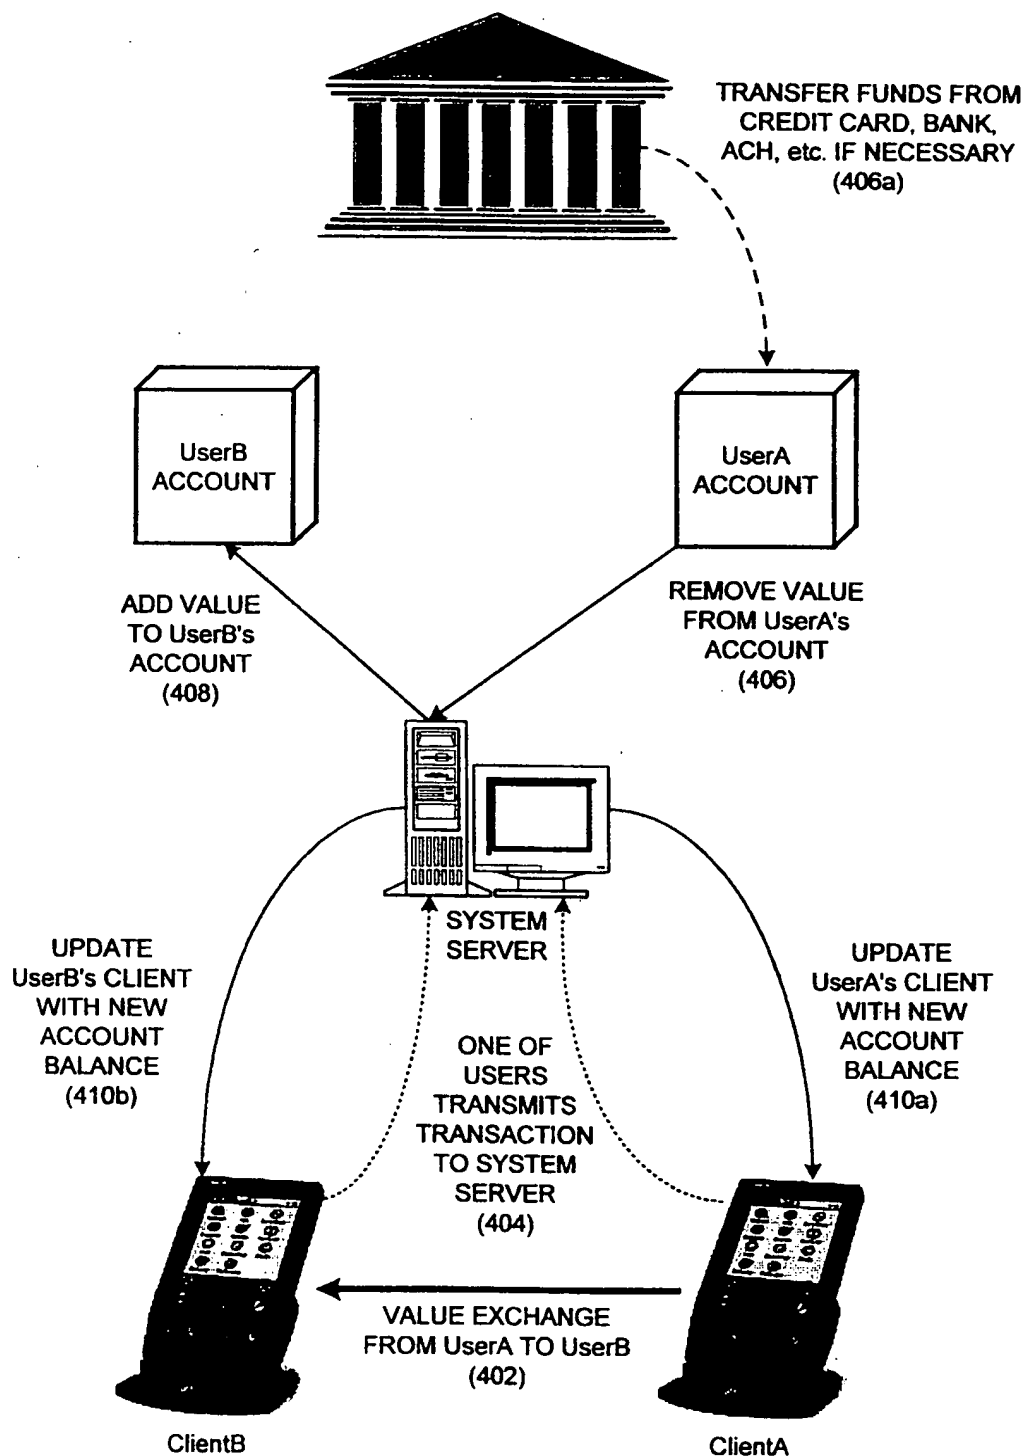 TRANSFER FUNDS FROM
CREDIT CARD, BANK,
ACH, etc. IF NECESSARY
(406a)
UserB
ACCOUNT
UserA
ACCOUNT
ADD VALUE
TO UserB's
ACCOUNT
(408)
REMOVE VALUE
FROM UserA's
ACCOUNT
(406)
SYSTEM
SERVER
UPDATE
UserB's CLIENT
WITH NEW
ACCOUNT
BALANCE
(410b)
ONE OF
USERS
TRANSMITS
TRANSACTION
TO SYSTEM
SERVER
(404)
UPDATE
UserA's CLIENT
WITH NEW
ACCOUNT
BALANCE
(410a)
VALUE EXCHANGE
FROM UserA TO UserB
(402)
ClientB
ClientA